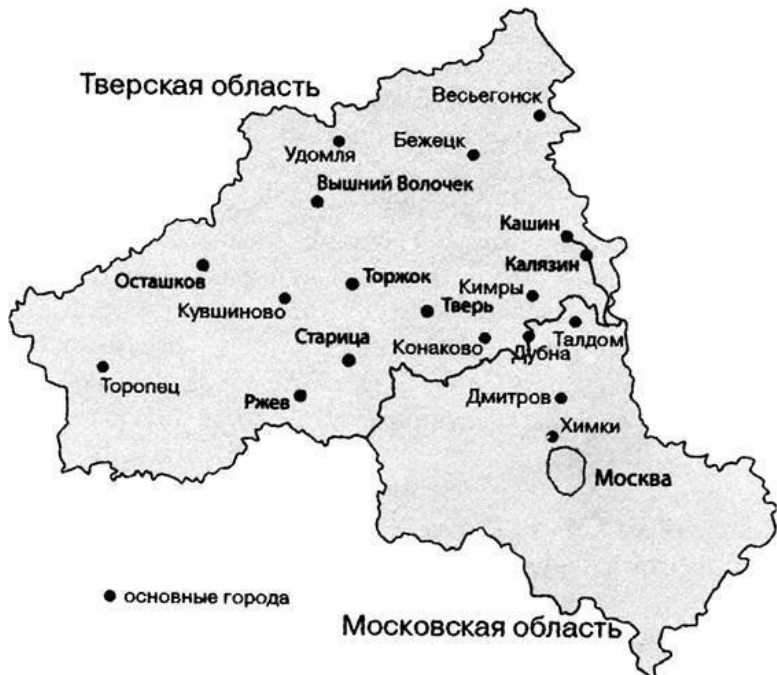 Тверская область
Весьегонск
Бежецк
Удомля
Вышний Волочек
Кашин
Калязин
Осташков
Торжок
Кимры
Кувшиново
Тверь
Старица
Конаково
Дубна
Талдом
Торопец
Ржев
Дмитров
Химки
Москва
основные города
Московская область